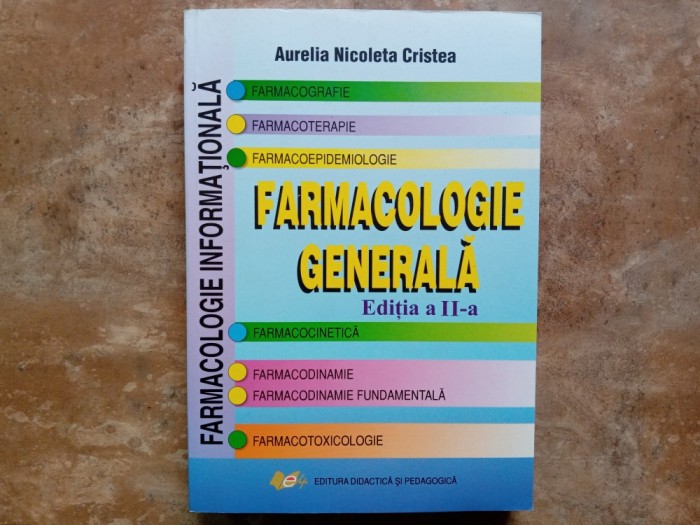 Aurelia Nicoleta Cristea
FARMACOLOGIE INFORMAȚIONALĂ
FARMACOGRAFIE
FARMACOTERAPIE
FARMACOEPIDEMIOLOGIE
FARMACOLOGIE
GENERALĂ
Ediția a II-a
FARMACOCINETICĂ
FARMACODINAMIE
FARMACODINAMIE FUNDAMENTALĂ
FARMACOTOXICOLOGIE
EDITURA DIDACTICĂ ȘI PEDAGOGICĂ